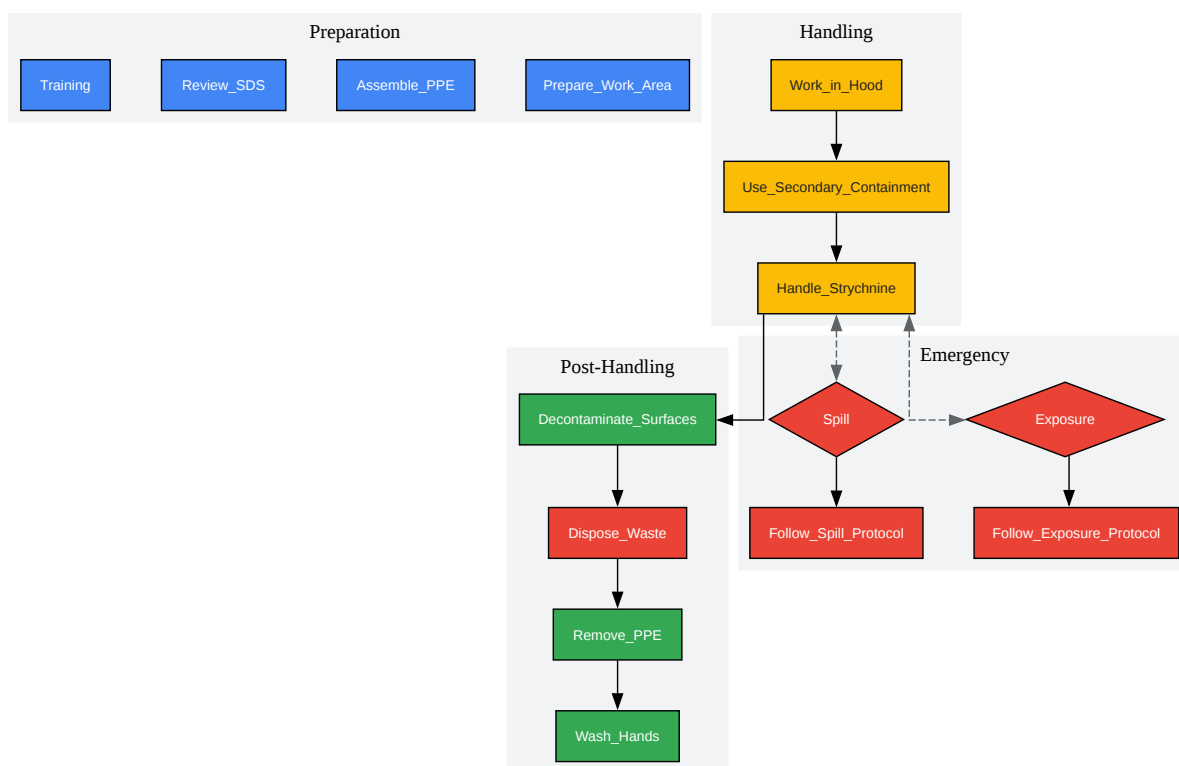 Preparation
Training
Review_SDS
Assemble_PPE
Prepare_Work_Area
Handling
Work_in_Hood
Use_Secondary_Containment
Handle_Strychnine
Emergency
Spill
Exposure
Follow_Spill_Protocol
Follow_Exposure_Protocol
Post-Handling
Decontaminate_Surfaces
Dispose_Waste
Remove_PPE
Wash_Hands